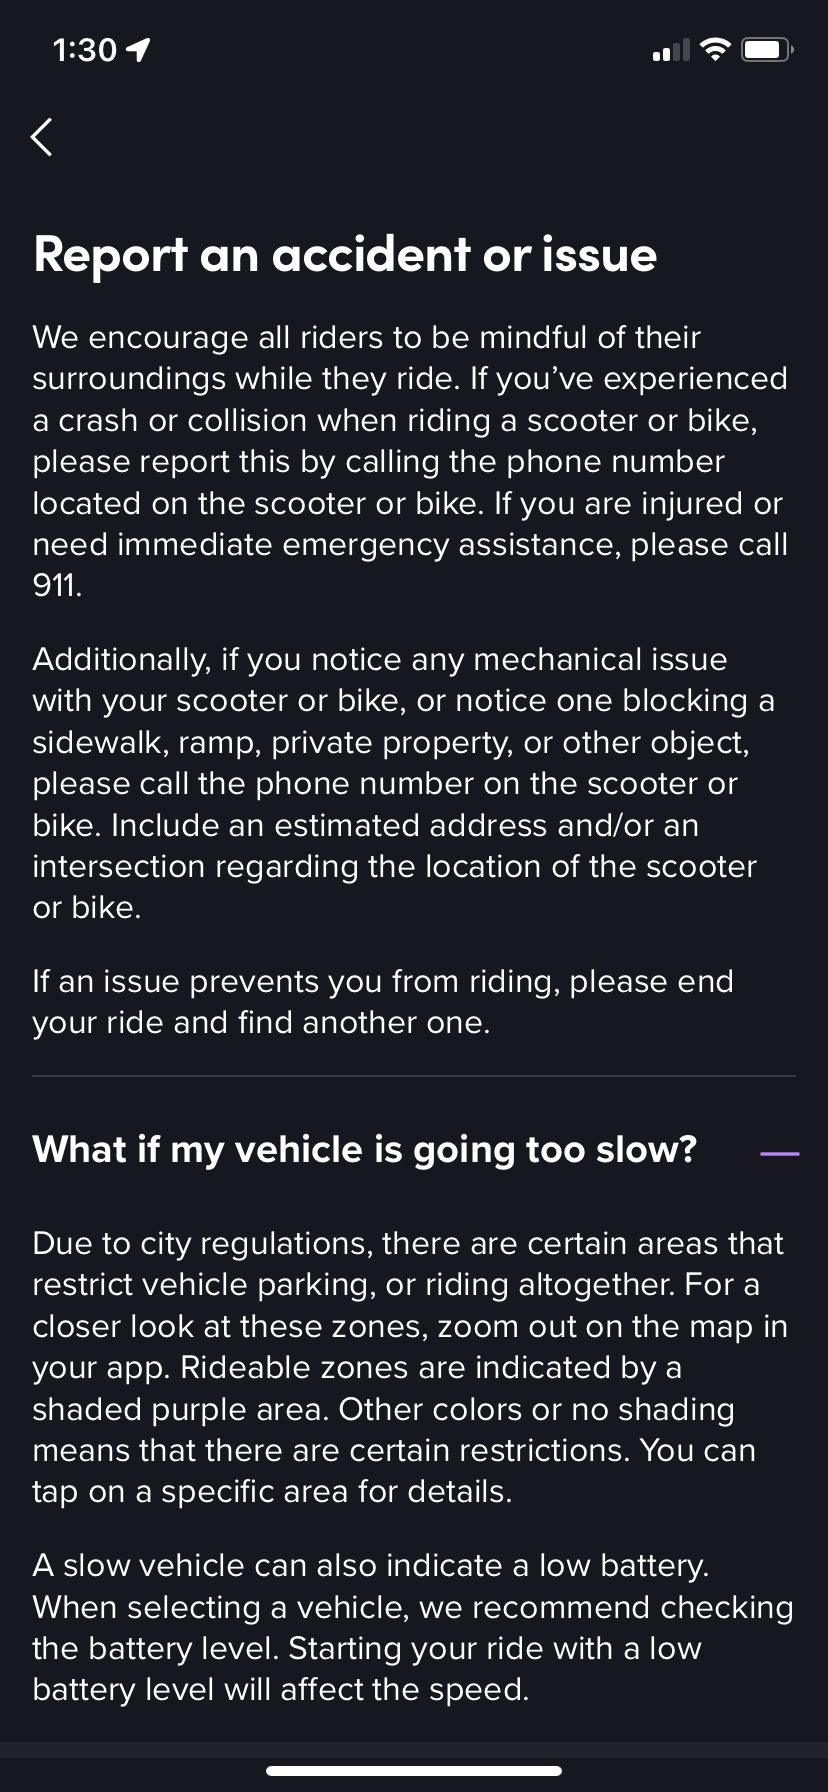 1:30
Report an accident or issue
We encourage all riders to be mindful of their
surroundings while they ride. If you’ve experienced
a crash or collision when riding a scooter or bike,
please report this by calling the phone number
located on the scooter or bike. If you are injured or
need immediate emergency assistance, please call
911.
Additionally, if you notice any mechanical issue
with your scooter or bike, or notice one blocking a
sidewalk, ramp, private property, or other object,
please call the phone number on the scooter or
bike. Include an estimated address and/or an
intersection regarding the location of the scooter
or bike.
If an issue prevents you from riding, please end
your ride and find another one.
What if my vehicle is going too slow?
Due to city regulations, there are certain areas that
restrict vehicle parking, or riding altogether. For a
closer look at these zones, zoom out on the map in
your app. Rideable zones are indicated by a
shaded purple area. Other colors or no shading
means that there are certain restrictions. You can
tap on a specific area for details.
A slow vehicle can also indicate a low battery.
When selecting a vehicle, we recommend checking
the battery level. Starting your ride with a low
battery level will affect the speed.